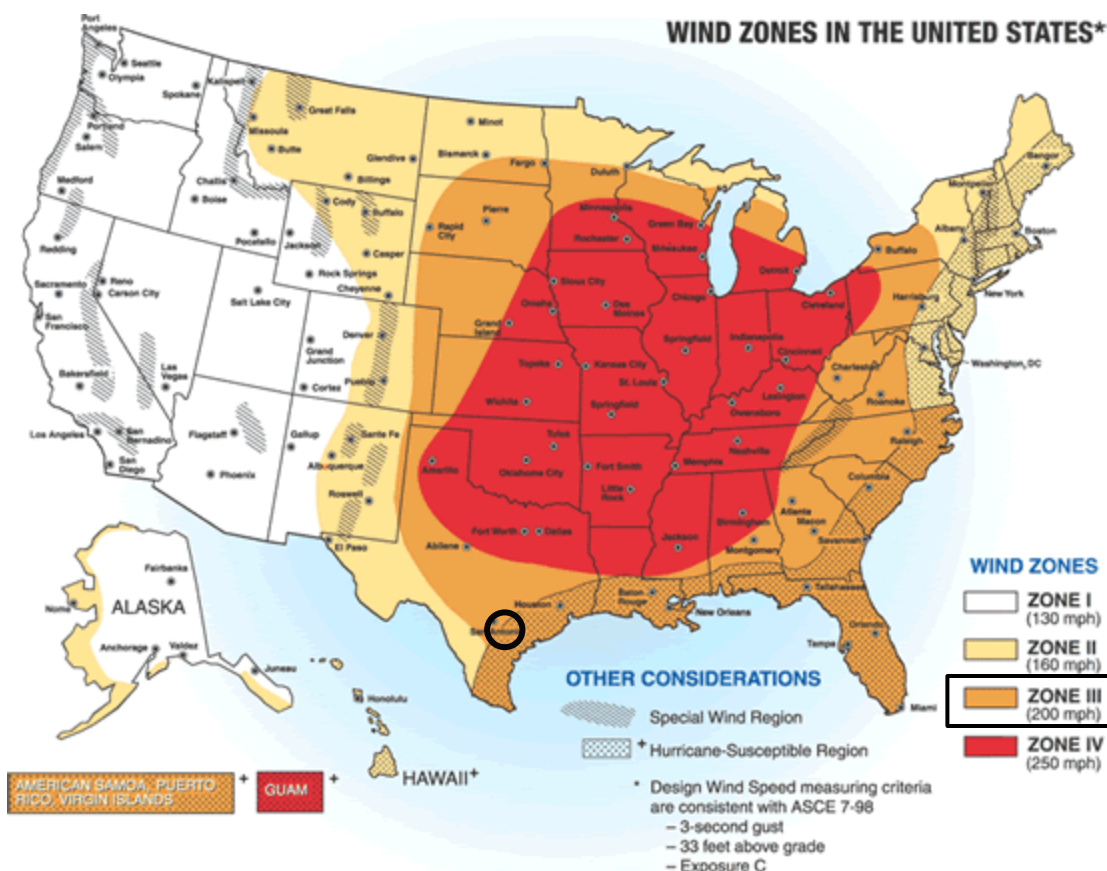 WIND ZONES IN THE UNITED STATES*
Port
Angeles
Seattle
Olympia
Spokane
Kalispell
Great Falls
Portland
Salem
Missoula
Butte
Glendive
Billings
Minot
Bismarck
Fargo
Duluth
Medford
Challis
Boise
Cody
Buffalo
Rapid
City
Pierre
Minneapolis
Rochester
Green Bay
Milwaukee
Bangor
Montpelier
Boston
Albany
Buffalo
Redding
Pocatello
Jackson
Casper
Rock Springs
Cheyenne
Sioux City
Detroit
Chicago
Cleveland
Harrisburg
New York
Sacramento
Reno
Carson City
San
Francisco
Salt Lake City
Omaha
Des
Moines
Grand
Island
Denver
Grand
Junction
Springfield
Indianapolis
Cincinnati
Washington, DC
Bakersfield
Las
Vegas
Cortez
Pueblo
Topeka
Kansas City
St. Louis
Charleston
Lexington
Roanoke
Wichita
Springfield
Owensboro
Los Angeles
San
Bernadino
San
Diego
Flagstaff
Gallup
Santa Fe
Albuquerque
Phoenix
Roswell
Amarillo
Tulsa
Oklahoma City
Fort Smith
Little
Rock
Memphis
Nashville
Raleigh
Columbia
Atlanta
Macon
Savannah
Birmingham
Montgomery
Jackson
El Paso
Abilene
Fort Worth
Dallas
Houston
Baton
Rouge
New Orleans
Tallahassee
San Antonio
Orlando
Tampa
Miami
Fairbanks
Nome
ALASKA
Anchorage
Valdez
Juneau
Honolulu
HAWAII+
WIND ZONES
ZONE I
(130 mph)
ZONE II
(160 mph)
ZONE III
(200 mph)
ZONE IV
(250 mph)
OTHER CONSIDERATIONS
Special Wind Region
+ Hurricane-Susceptible Region
* Design Wind Speed measuring criteria
are consistent with ASCE 7-98
– 3-second gust
– 33 feet above grade
– Exposure C
AMERICAN SAMOA, PUERTO
RICO, VIRGIN ISLANDS
+
GUAM
+